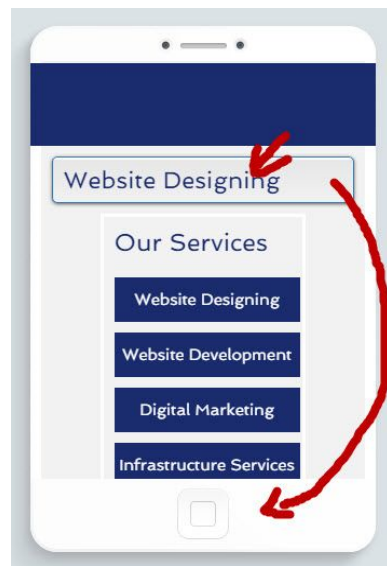 Website Designing
Our Services
Website Designing
Website Development
Digital Marketing
Infrastructure Services